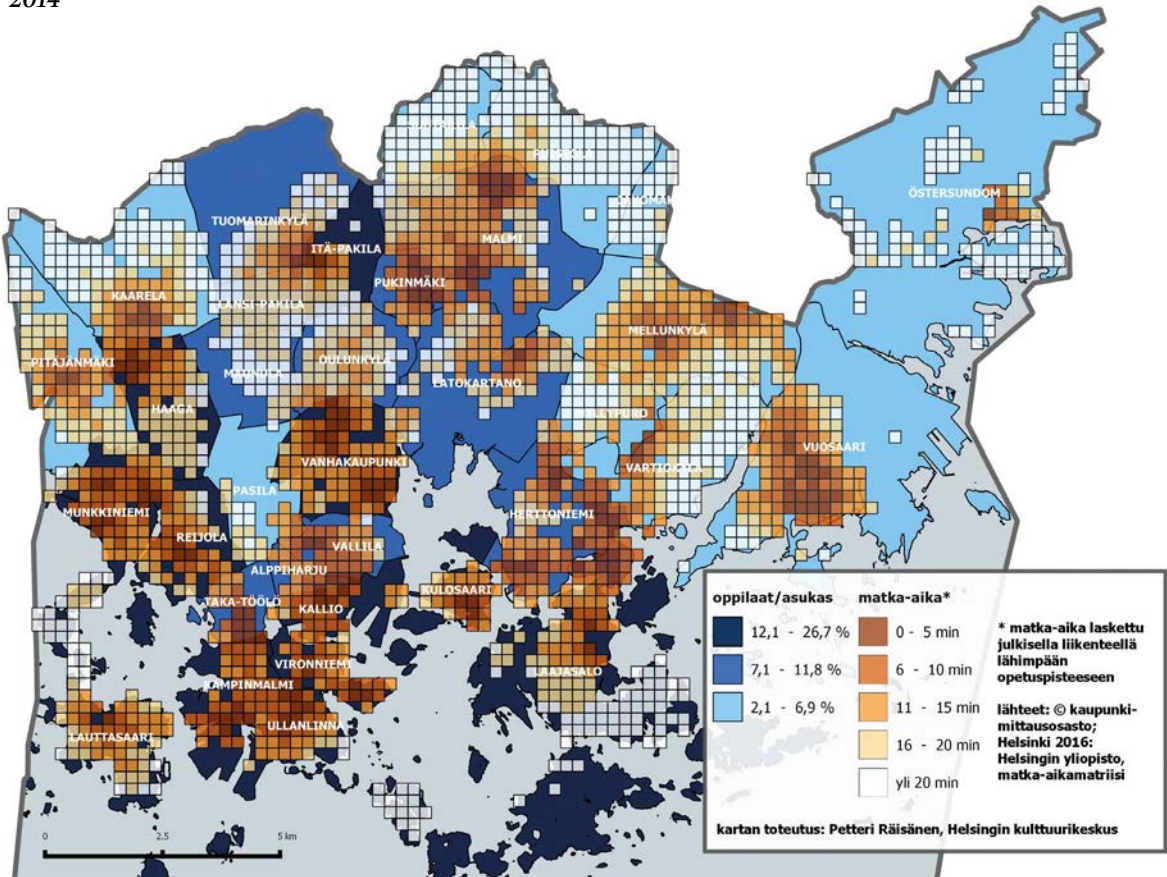 2014
ÖSTERSUNDOM
TUOMARINKYLÄ
ITÄ-PAKILA
MALMI
PUKINMÄKI
KAARELA
LÄNSI-PAKILA
MELLUNKYLÄ
PITÄJÄNMÄKI
OULUNKYLÄ
MAUNULA
LATOKARTANO
HAAGA
MYLLYPURO
VUOSAARI
VANHAKAUPUNKI
VARTIOKYLÄ
PASILA
MUNKKINIEMI
HERTTONIEMI
REIJOLA
VALLILA
ALPPIHARJU
KULOSAARI
TAKA-TÖÖLÖ
KALLIO
VIRONNIEMI
LAAJASALO
KAMPINMALMI
ULLANLINNA
LAUTTASAARI
oppilaat/asukas
12,1 - 26,7 %
7,1 - 11,8 %
2,1 - 6,9 %
matka-aika*
0 - 5 min
6 - 10 min
11 - 15 min
16 - 20 min
yli 20 min
* matka-aika laskettu
julkisella liikenteellä
lähimpään
opetuspisteeseen
lähteet: © kaupunki-
mittausosasto;
Helsinki 2016:
Helsingin yliopisto,
matka-aikamatriisi
kartan toteutus: Petteri Räisänen, Helsingin kulttuurikeskus
0 2.5 5 km